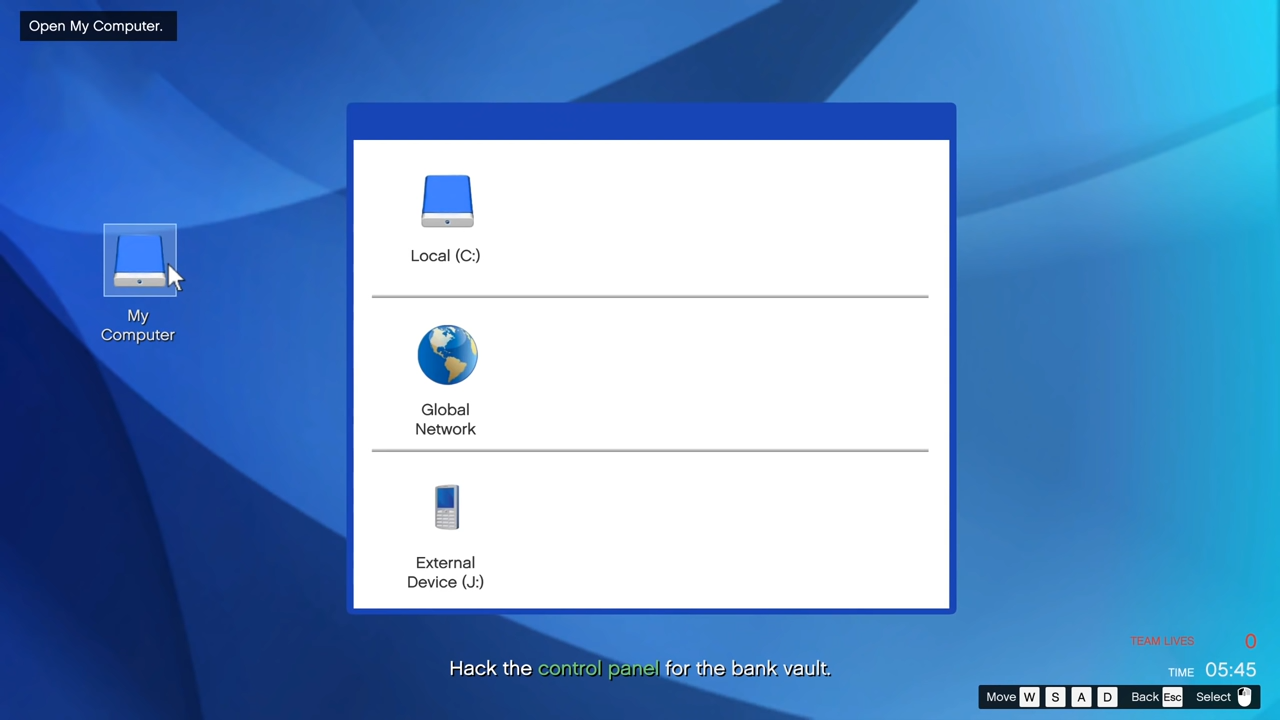 Open My Computer.
Local (C:)
My
Computer
Global
Network
External
Device (J:)
Hack the control panel for the bank vault.
TEAM LIVES 0
TIME 05:45
Move W S A D Back Esc Select